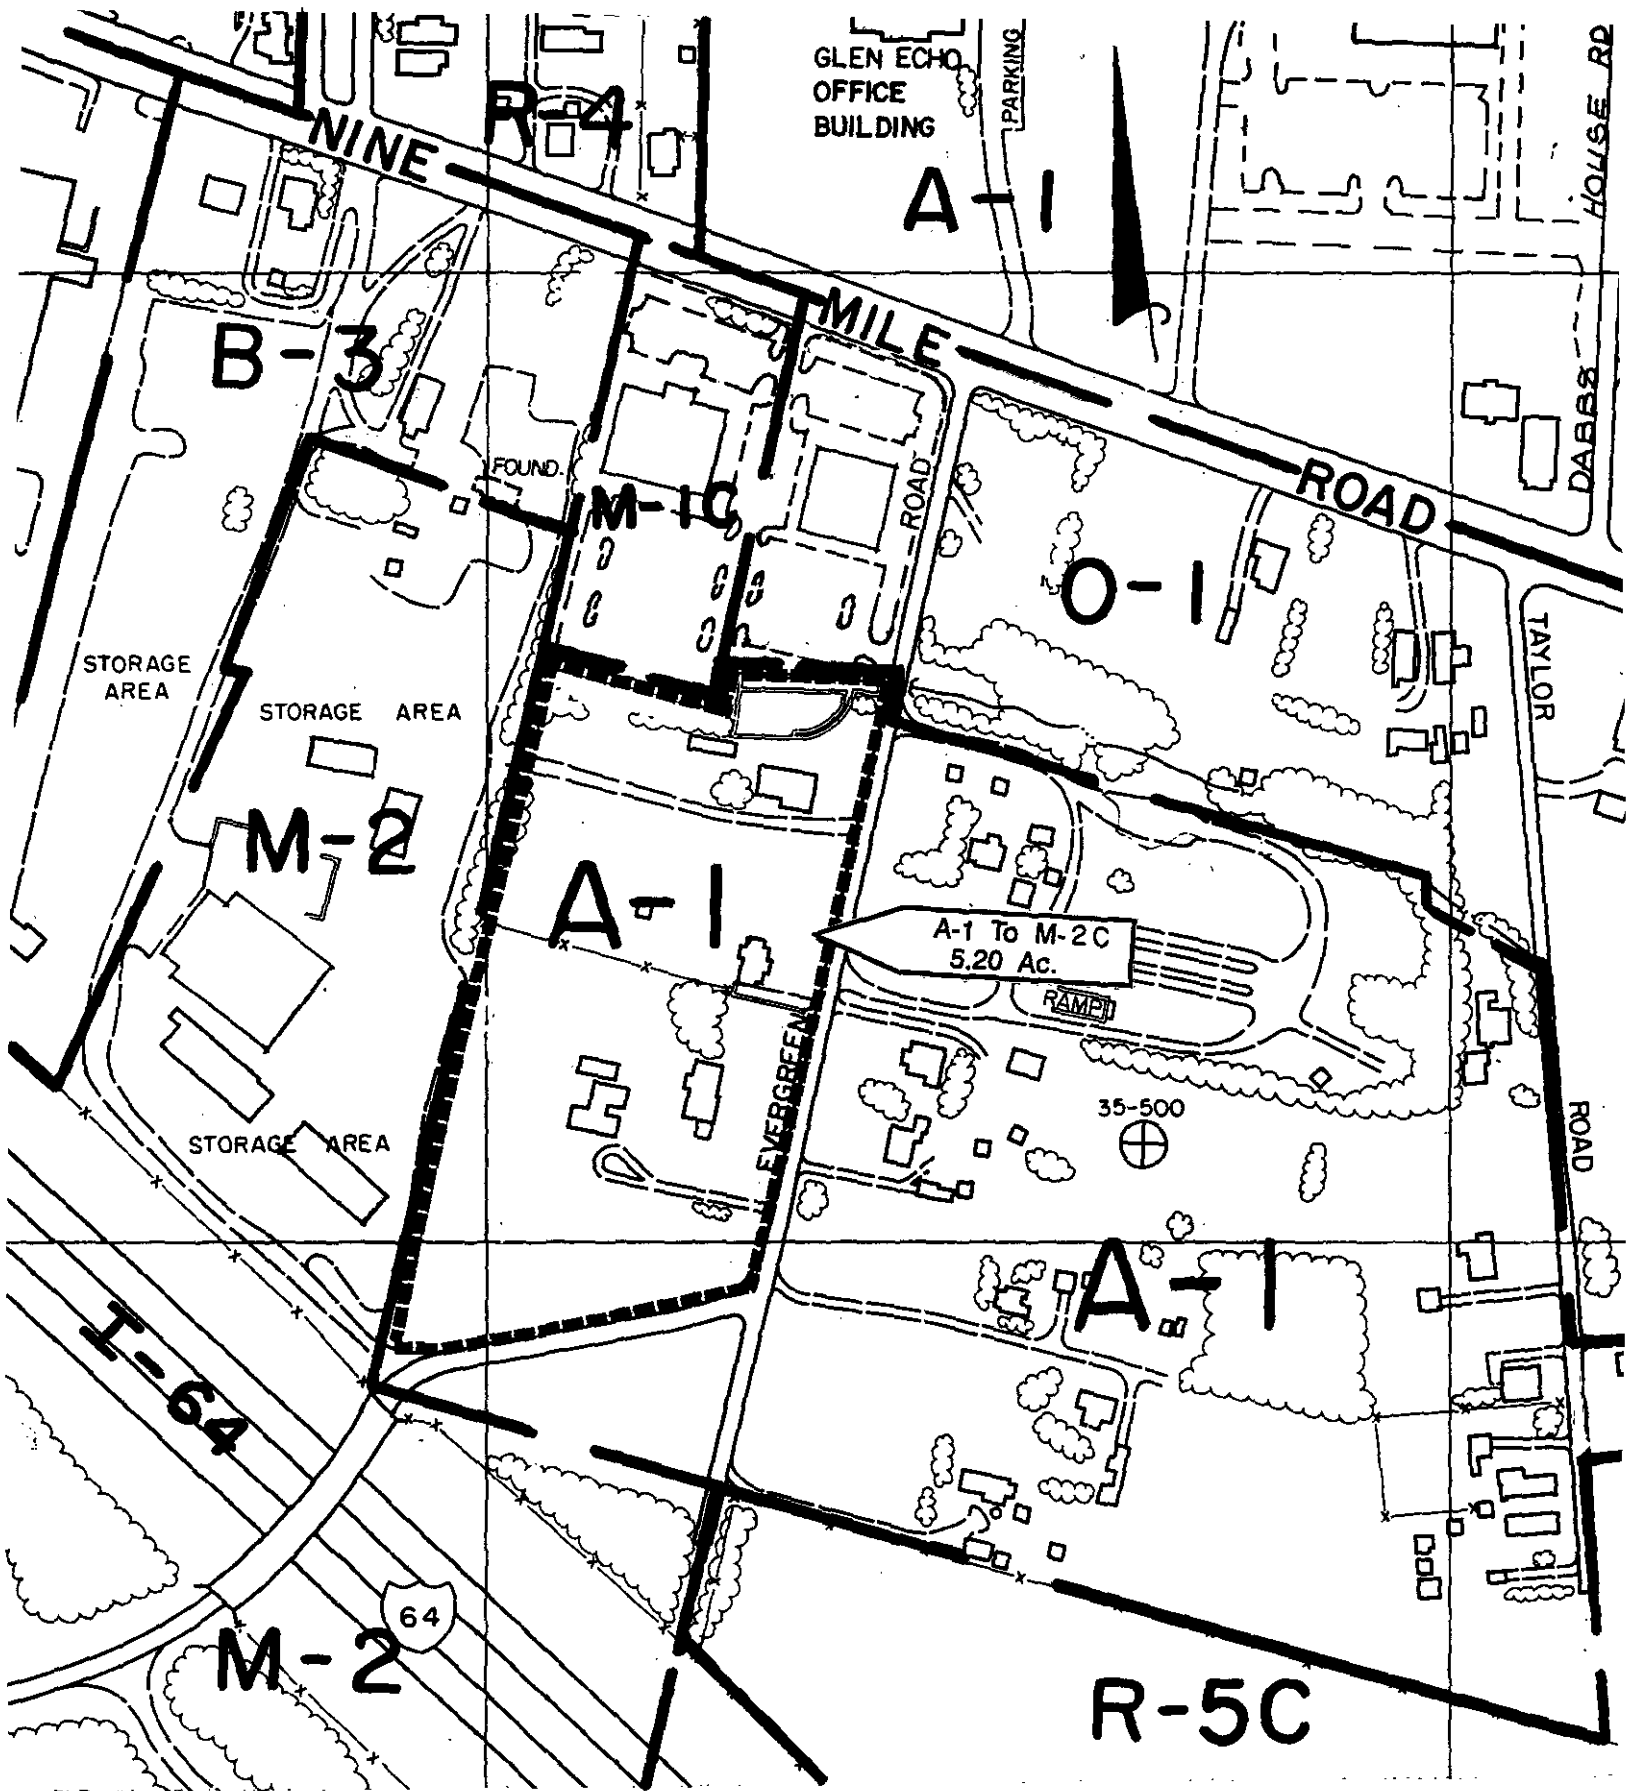 GLEN ECHO
OFFICE
BUILDING
PARKING
HOUSE RD
DABBS
R-4
NINE
A-1
MILE
B-3
ROAD
FOUND.
M-1C
ROAD
O-1
TAYLOR
STORAGE
AREA
STORAGE AREA
M-2
A-1
A-1 To M-2C
5.20 Ac.
RAMP
EVERGREEN
35-500
ROAD
STORAGE AREA
A-1
I-64
64
M-2
R-5C